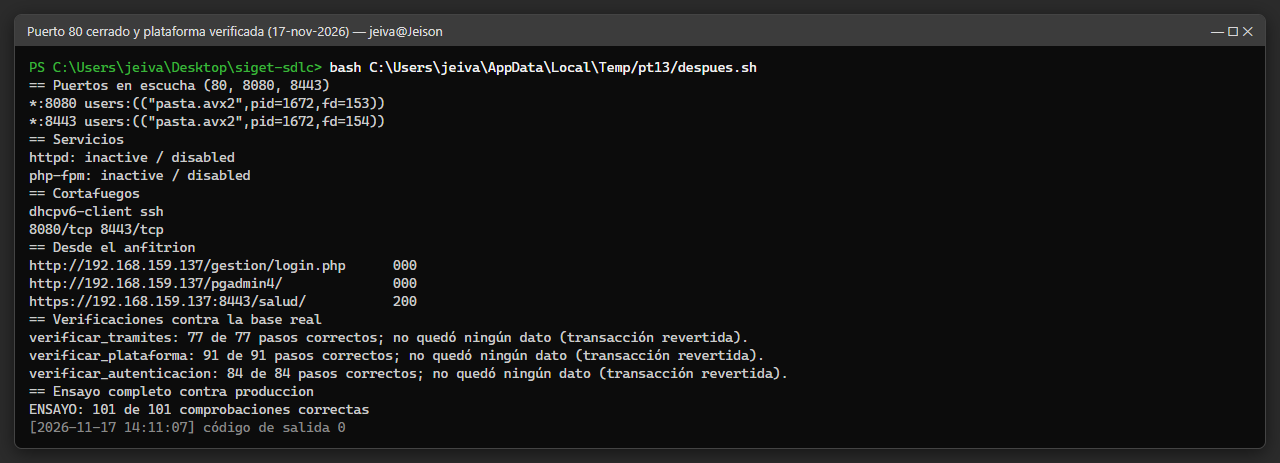 Puerto 80 cerrado y plataforma verificada (17-nov-2026) — jeiva@Jeison
PS C:\Users\jeiva\Desktop\siget-sdlc> bash C:\Users\jeiva\AppData\Local\Temp/pt13/despues.sh
== Puertos en escucha (80, 8080, 8443)
*:8080 users:(("pasta.avx2",pid=1672,fd=153))
*:8443 users:(("pasta.avx2",pid=1672,fd=154))
== Servicios
httpd: inactive / disabled
php-fpm: inactive / disabled
== Cortafuegos
dhcpv6-client ssh
8080/tcp 8443/tcp
== Desde el anfitrion
http://192.168.159.137/gestion/login.php 000
http://192.168.159.137/pgadmin4/ 000
https://192.168.159.137:8443/salud/ 200
== Verificaciones contra la base real
verificar_tramites: 77 de 77 pasos correctos; no quedó ningún dato (transacción revertida).
verificar_plataforma: 91 de 91 pasos correctos; no quedó ningún dato (transacción revertida).
verificar_autenticacion: 84 de 84 pasos correctos; no quedó ningún dato (transacción revertida).
== Ensayo completo contra produccion
ENSAYO: 101 de 101 comprobaciones correctas
[2026-11-17 14:11:07] código de salida 0